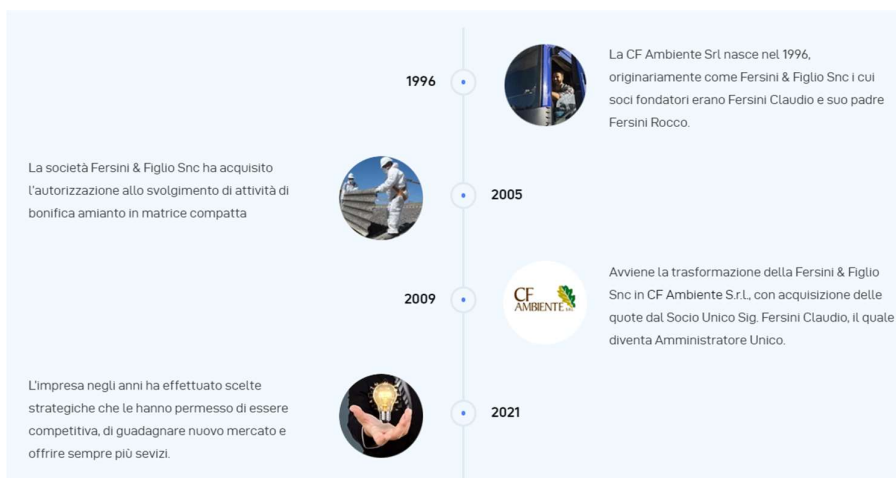 1996
La CF Ambiente Srl nasce nel 1996,
originariamente come Fersini & Figlio Snc i cui
soci fondatori erano Fersini Claudio e suo padre
Fersini Rocco.
La società Fersini & Figlio Snc ha acquisito
l'autorizzazione allo svolgimento di attività di
bonifica amianto in matrice compatta
2005
2009
CF
AMBIENTE
Avviene la trasformazione della Fersini & Figlio
Snc in CF Ambiente S.r.l., con acquisizione delle
quote dal Socio Unico Sig. Fersini Claudio, il quale
diventa Amministratore Unico.
L'impresa negli anni ha effettuato scelte
strategiche che le hanno permesso di essere
competitiva, di guadagnare nuovo mercato e
offrire sempre più sevizi.
2021